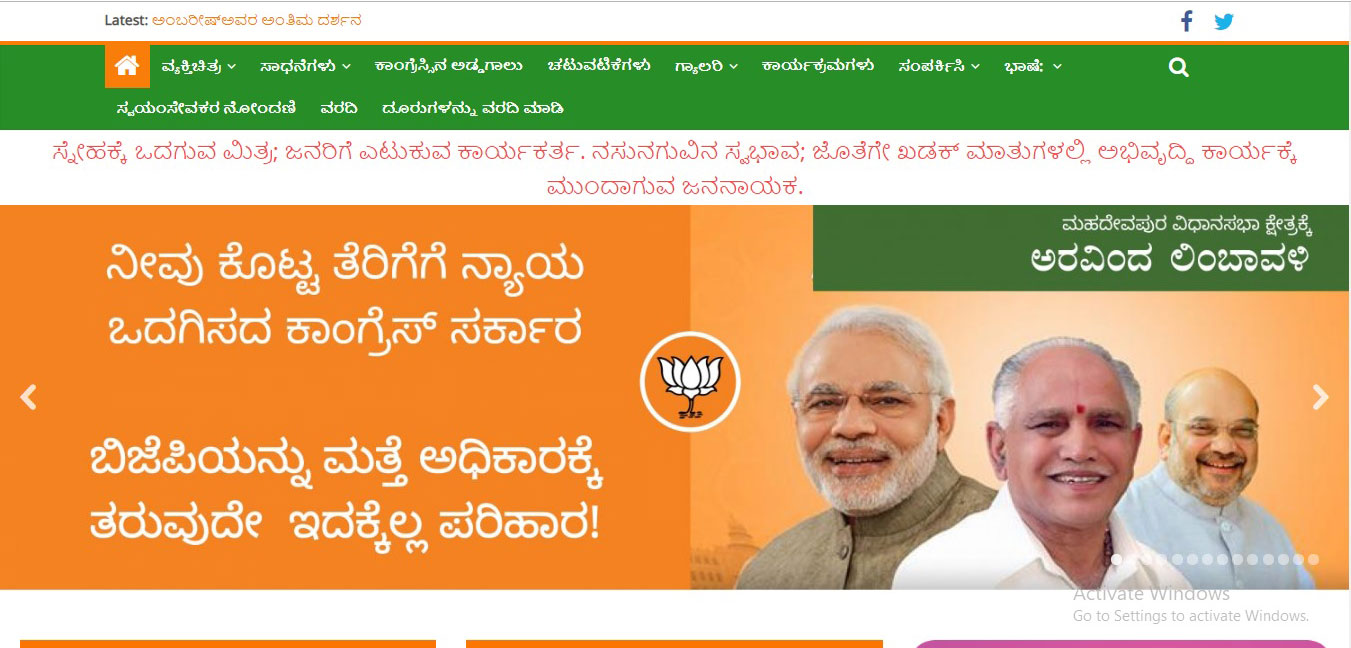 Latest: ಅಂಬರೀಷ್ಅವರ ಅಂತಿಮ ದರ್ಶನ
ವ್ಯಕ್ತಿಚಿತ್ರ ಸಾಧನೆಗಳು ಕಾಂಗ್ರೆಸ್ಸಿನ ಅಡ್ಡಗಾಲು ಚಟುವಟಿಕೆಗಳು ಗ್ಯಾಲರಿ ಕಾರ್ಯಕ್ರಮಗಳು ಸಂಪರ್ಕಿಸಿ ಭಾಷೆ:
ಸ್ವಯಂಸೇವಕರ ನೋಂದಣಿ ವರದಿ ದೂರುಗಳನ್ನು ವರದಿ ಮಾಡಿ
ಸ್ನೇಹಕ್ಕೆ ಒದಗುವ ಮಿತ್ರ; ಜನರಿಗೆ ಎಟುಕುವ ಕಾರ್ಯಕರ್ತ. ನಸುನಗುವಿನ ಸ್ವಭಾವ; ಜೊತೆಗೇ ಖಡಕ್ ಮಾತುಗಳಲ್ಲಿ ಅಭಿವೃದ್ಧಿ ಕಾರ್ಯಕ್ಕೆ
ಮುಂದಾಗುವ ಜನನಾಯಕ.
ಮಹದೇವಪುರ ವಿಧಾನಸಭಾ ಕ್ಷೇತ್ರಕ್ಕೆ
ಅರವಿಂದ ಲಿಂಬಾವಳಿ
ನೀವು ಕೊಟ್ಟ ತೆರಿಗೆಗೆ ನ್ಯಾಯ
ಒದಗಿಸದ ಕಾಂಗ್ರೆಸ್ ಸರ್ಕಾರ
ಬಿಜೆಪಿಯನ್ನು ಮತ್ತೆ ಅಧಿಕಾರಕ್ಕೆ
ತರುವುದೇ ಇದಕ್ಕೆಲ್ಲ ಪರಿಹಾರ!
Activate Windows
Go to Settings to activate Windows.